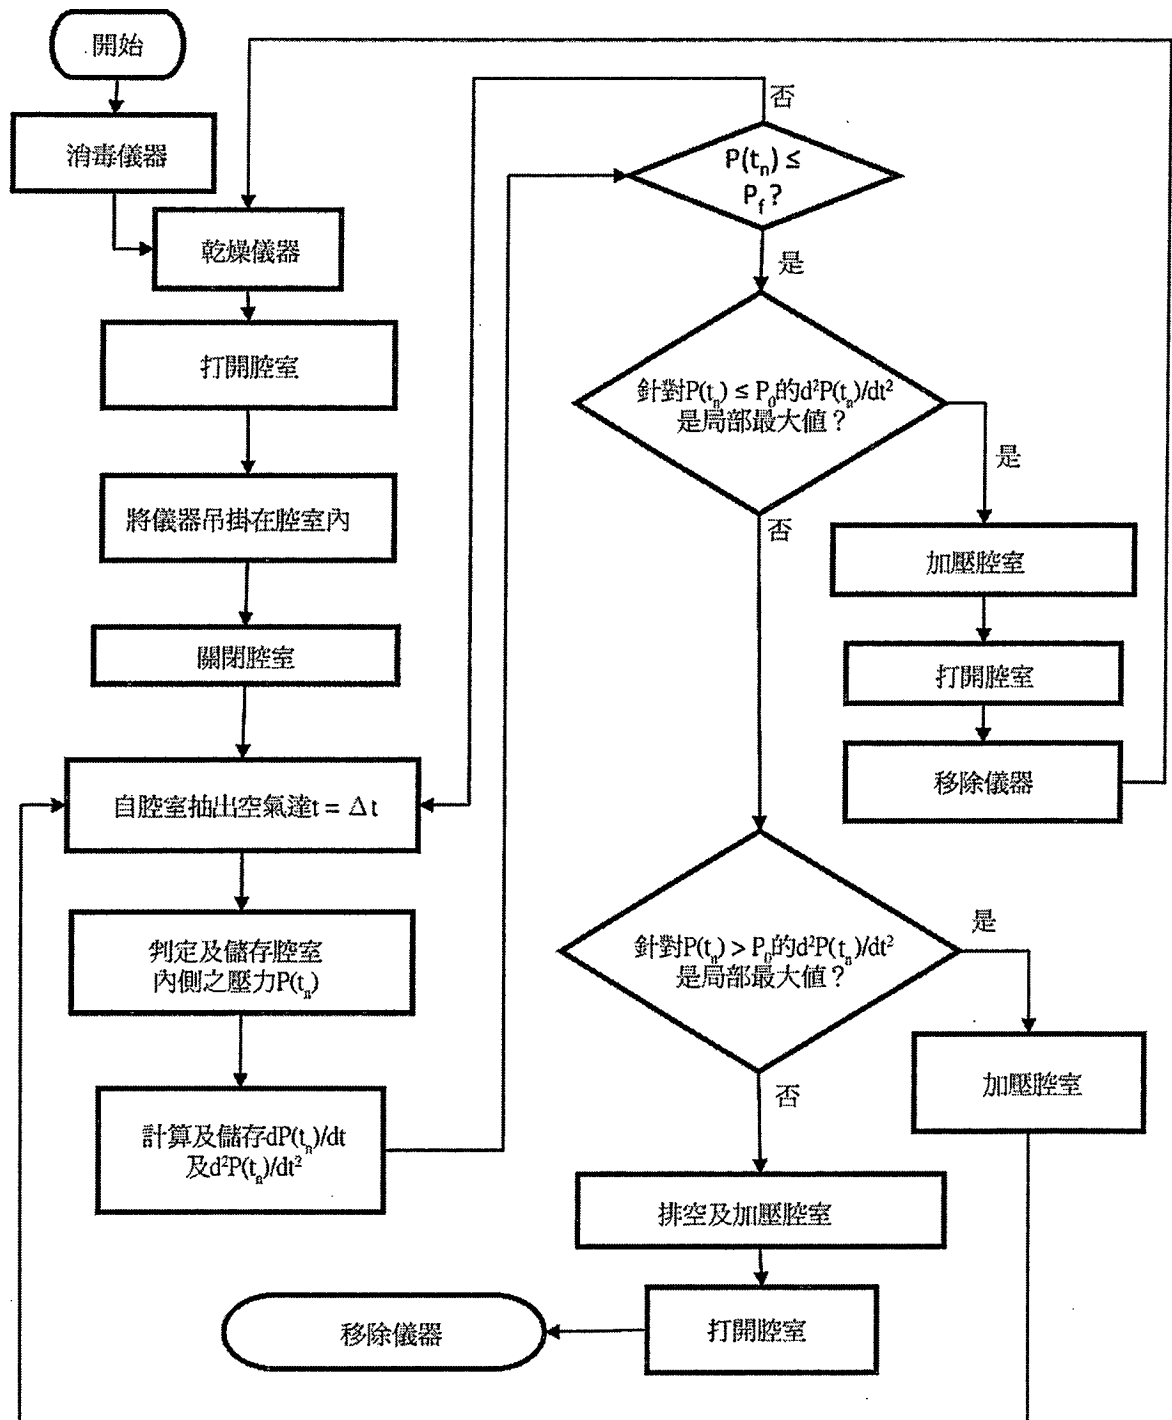 開始
消毒儀器
乾燥儀器
打開腔室
將儀器吊掛在腔室內
關閉腔室
自腔室抽出空氣達t = Δt
判定及儲存腔室
內側之壓力P(tₙ)
計算及儲存dP(tₙ)/dt
及d²P(tₙ)/dt²
否
P(tₙ) ≤
P_f ?
是
針對P(tₙ) ≤ P₀的d²P(tₙ)/dt²
是局部最大值？
是
否
加壓腔室
打開腔室
移除儀器
針對P(tₙ) > P₀的d²P(tₙ)/dt²
是局部最大值？
是
否
加壓腔室
排空及加壓腔室
打開腔室
移除儀器